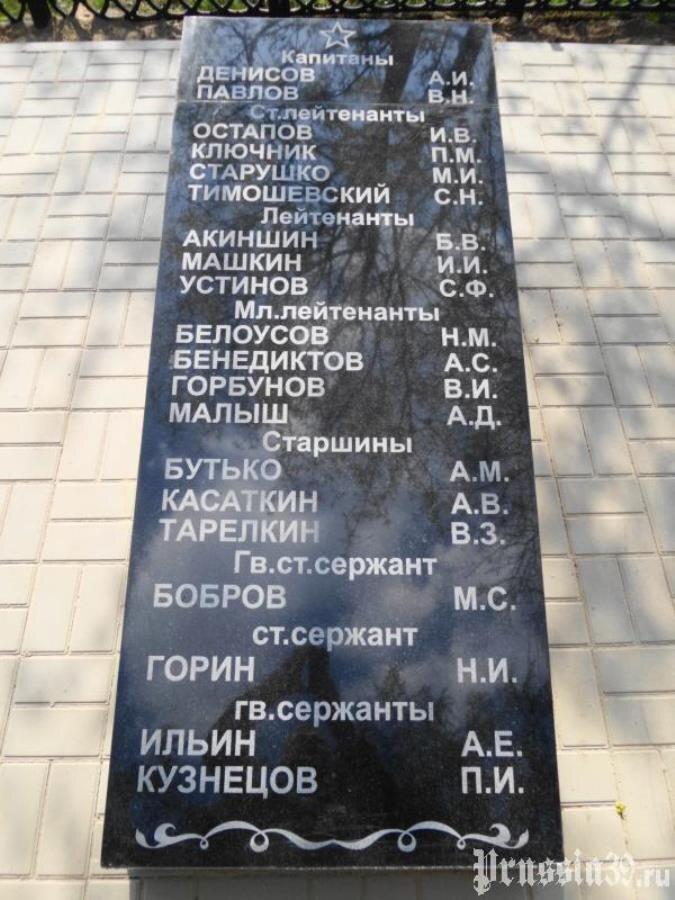 Капитаны
ДЕНИСОВ А.И.
ПАВЛОВ В.Н.
Ст.лейтенанты
ОСТАПОВ И.В.
КЛЮЧНИК П.М.
СТАРУШКО М.И.
ТИМОШЕВСКИЙ С.Н.
Лейтенанты
АКИНШИН Б.В.
МАШКИН И.И.
УСТИНОВ С.Ф.
Мл.лейтенанты
БЕЛОУСОВ Н.М.
БЕНЕДИКТОВ А.С.
ГОРБУНОВ В.И.
МАЛЫШ А.Д.
Старшины
БУТЬКО А.М.
КАСАТКИН А.В.
ТАРЕЛКИН В.З.
Гв.ст.сержант
БОБРОВ М.С.
ст.сержант
ГОРИН Н.И.
гв.сержанты
ИЛЬИН А.Е.
КУЗНЕЦОВ П.И.
Prussia39.ru